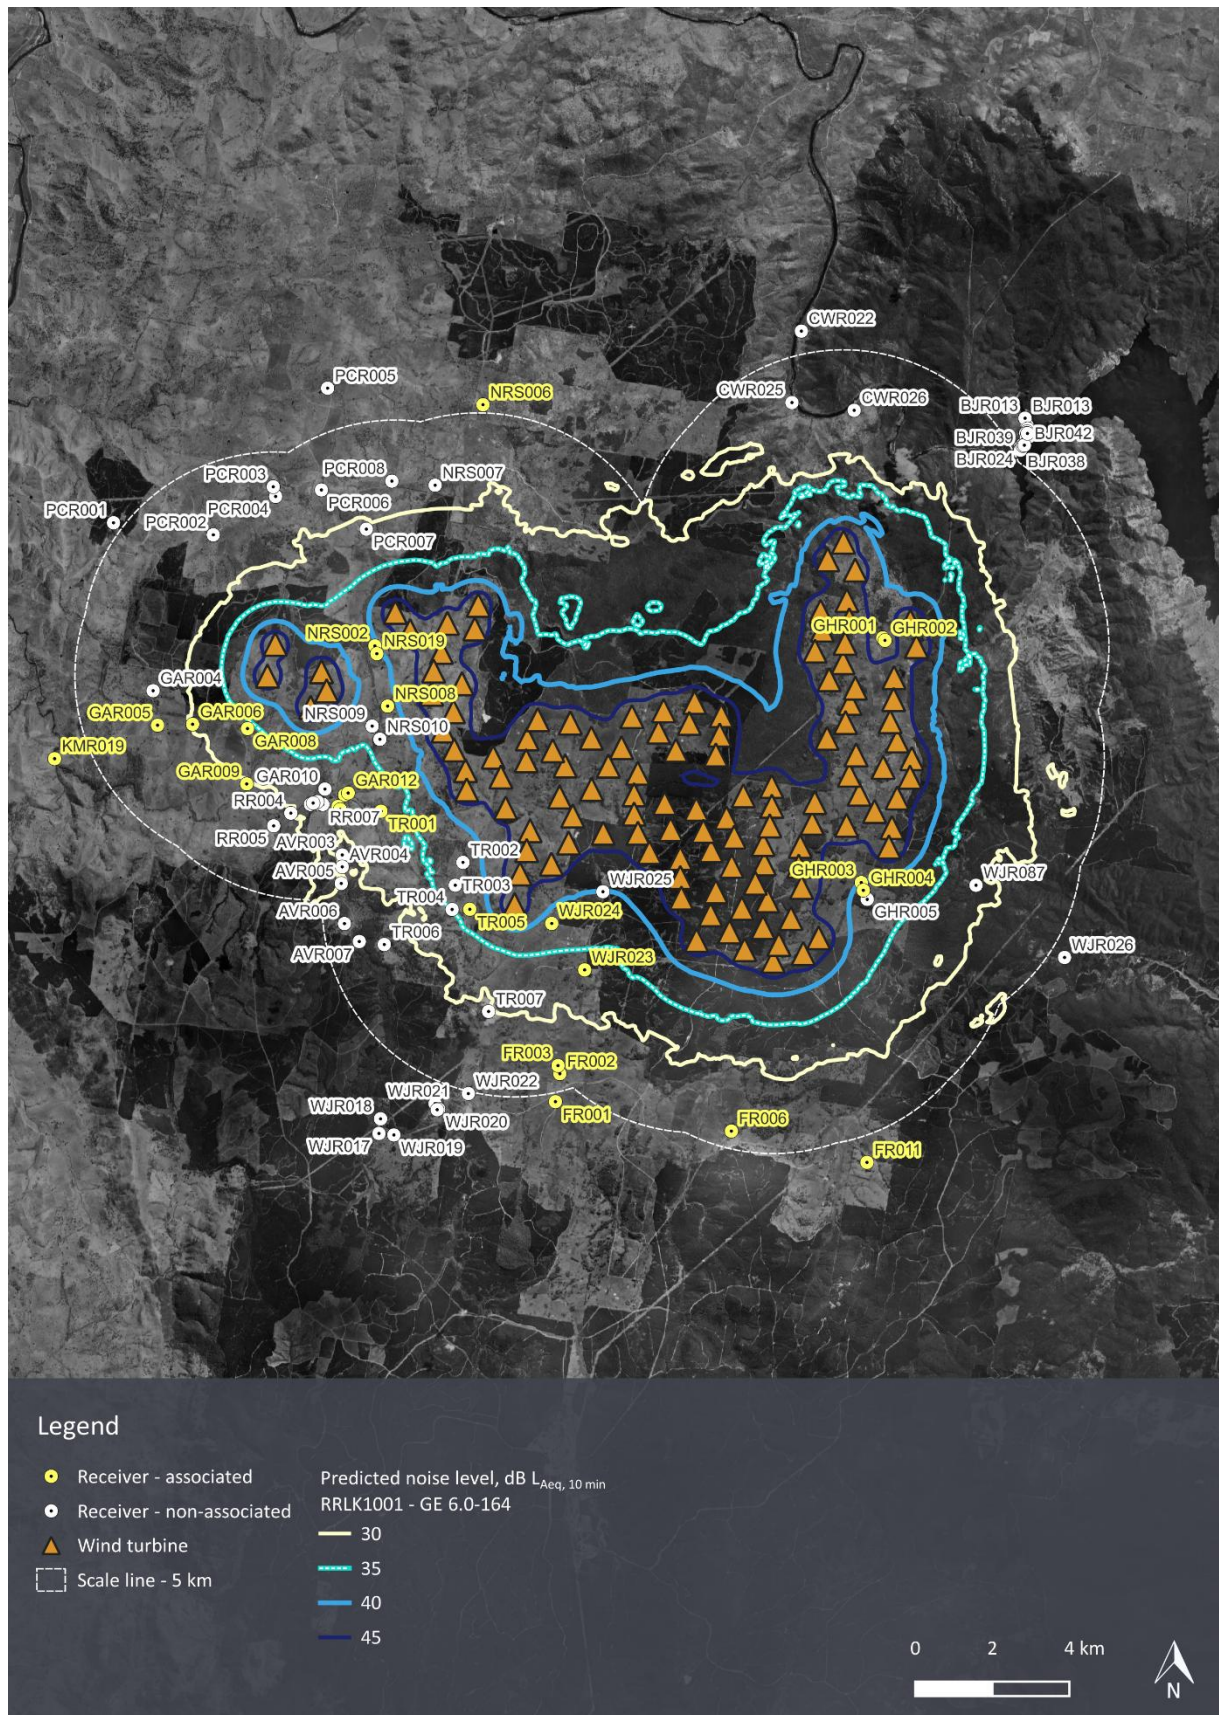 CWR022
PCR005
NRS006
CWR025
CWR026
BJR013
BJR013
BJR039
BJR042
BJR024
BJR038
PCR003
PCR008
NRS007
PCR004
PCR006
PCR001
PCR002
PCR007
NRS002
NRS019
GHR001
GHR002
GAR004
NRS008
GAR005
GAR006
NRS009
NRS010
GAR008
KMR019
GAR009
GAR010
GAR012
RR004
RR007
TR001
RR005
AVR003
AVR004
TR002
AVR005
TR003
WJR025
GHR003
GHR004
WJR087
TR004
AVR006
TR005
WJR024
GHR005
TR006
AVR007
WJR023
WJR026
TR007
FR003
FR002
WJR021
WJR022
WJR018
WJR020
FR001
WJR017
WJR019
FR006
FR011
Legend
Receiver - associated
Receiver - non-associated
Wind turbine
Scale line - 5 km
Predicted noise level, dB LAeq, 10 min
RRLK1001 - GE 6.0-164
30
35
40
45
0 2 4 km
N